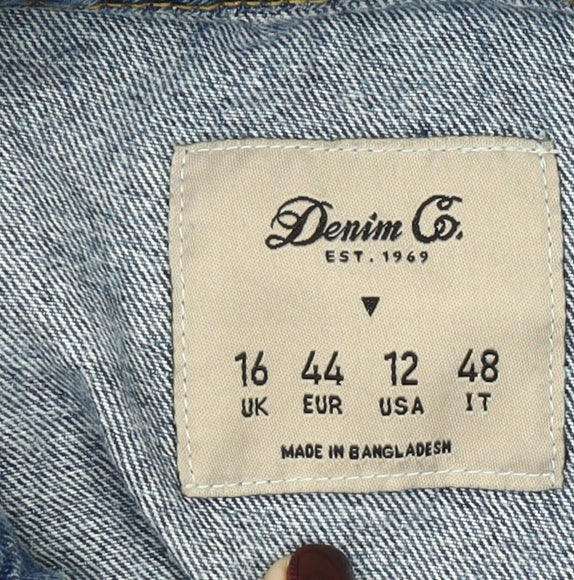 Denim Co.
EST. 1969
16 44 12 48
UK EUR USA IT
MADE IN BANGLADESH